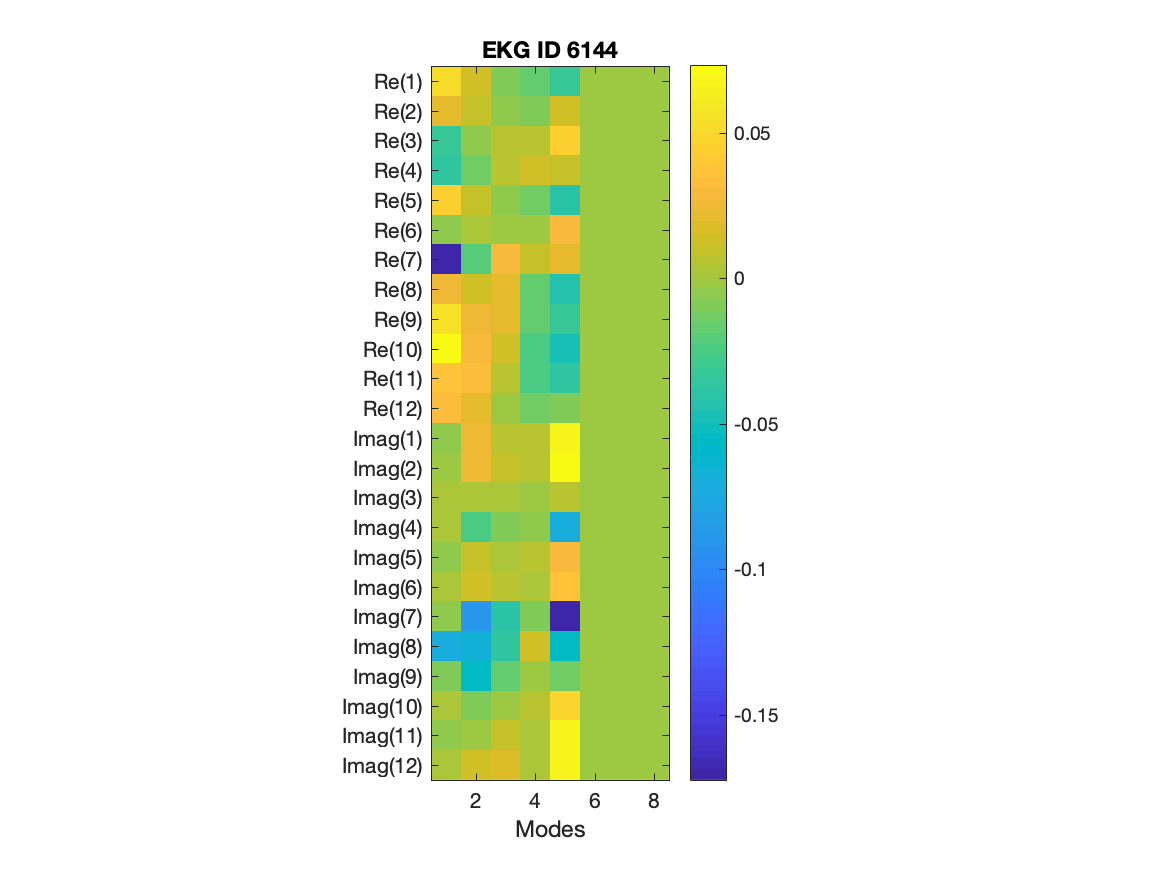 EKG ID 6144
Re(1)
Re(2)
Re(3)
Re(4)
Re(5)
Re(6)
Re(7)
Re(8)
Re(9)
Re(10)
Re(11)
Re(12)
Imag(1)
Imag(2)
Imag(3)
Imag(4)
Imag(5)
Imag(6)
Imag(7)
Imag(8)
Imag(9)
Imag(10)
Imag(11)
Imag(12)
2 4 6 8
Modes
0.05
0
-0.05
-0.1
-0.15